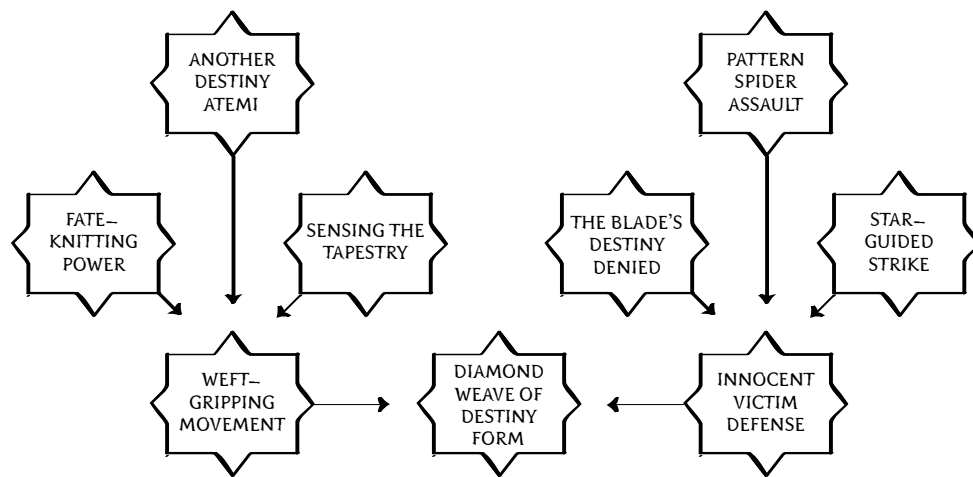 ANOTHER
DESTINY
ATEMI
PATTERN
SPIDER
ASSAULT
FATE–
KNITTING
POWER
SENSING THE
TAPESTRY
THE BLADE'S
DESTINY
DENIED
STAR–
GUIDED
STRIKE
WEFT–
GRIPPING
MOVEMENT
DIAMOND
WEAVE OF
DESTINY
FORM
INNOCENT
VICTIM
DEFENSE